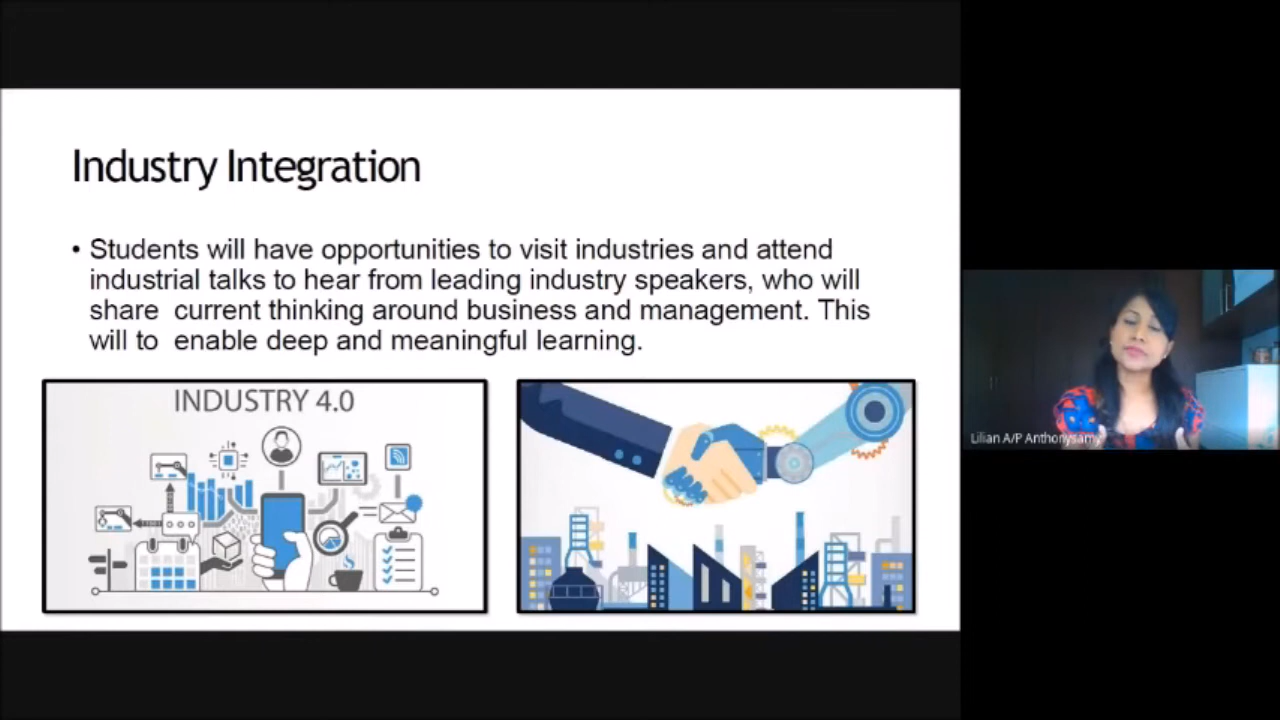 Industry Integration
• Students will have opportunities to visit industries and attend
industrial talks to hear from leading industry speakers, who will
share  current thinking around business and management. This
will to  enable deep and meaningful learning.
INDUSTRY 4.0
Lilian A/P Anthonysamy